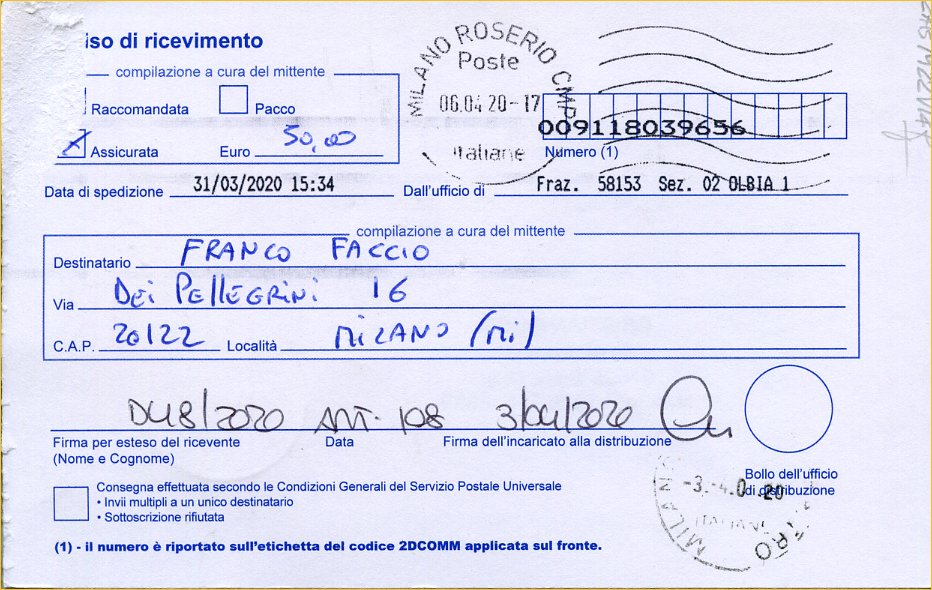 iso di ricevimento
compilazione a cura del mittente
Raccomandata Pacco
Assicurata Euro 50,00
MILANO ROSERIO CMP
Poste
06.04 20-17
Italiane
009118039656
Numero (1)
Data di spedizione 31/03/2020 15:34 Dall'ufficio di Fraz. 58153 Sez. 02 OLBIA 1
compilazione a cura del mittente
Destinatario FRANCO FACCIO
Via DEi PEllEGRiNi 16
C.A.P. 20122 Località MiLANO (Mi)
DL18/2020 ART. 108 3/04/2020
Firma per esteso del ricevente Data Firma dell'incaricato alla distribuzione
(Nome e Cognome)
Bollo dell'ufficio
di distribuzione
Consegna effettuata secondo le Condizioni Generali del Servizio Postale Universale
• Invii multipli a un unico destinatario
• Sottoscrizione rifiutata
-3.-4.0 .20
(1) - il numero è riportato sull'etichetta del codice 2DCOMM applicata sul fronte.